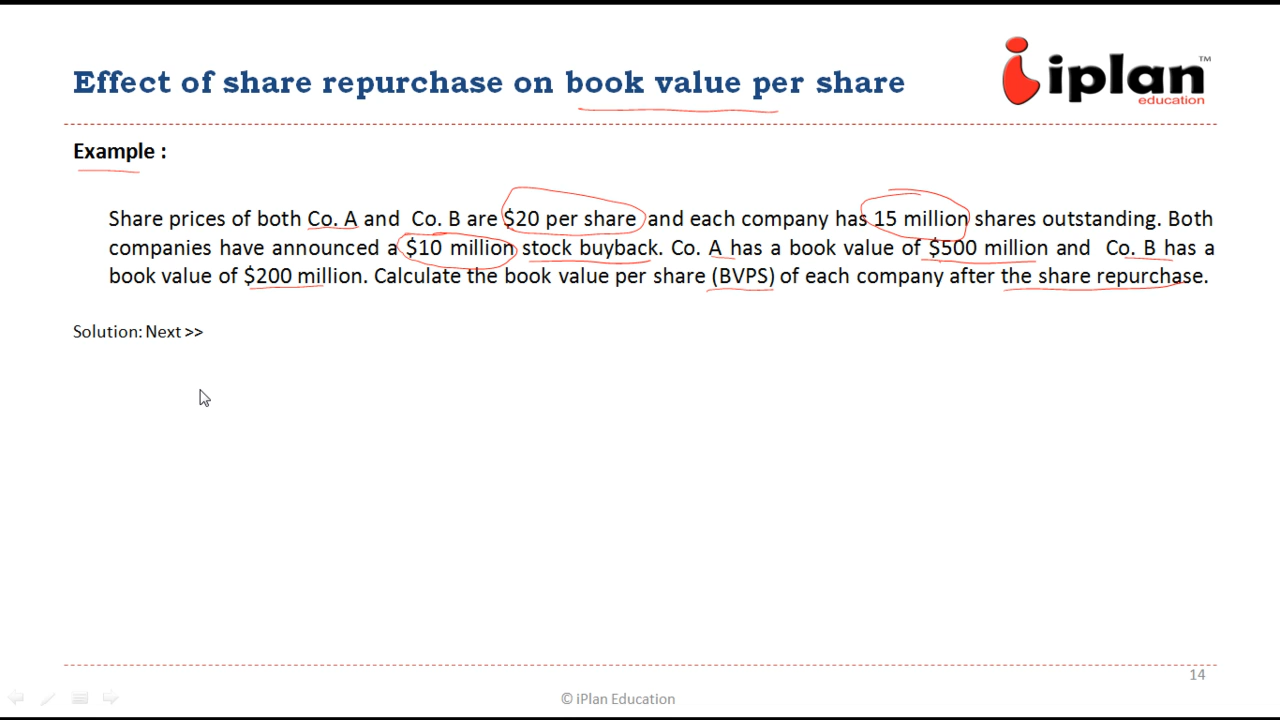 Effect of share repurchase on book value per share
iplan™
education
Example :
Share prices of both Co. A and Co. B are $20 per share and each company has 15 million shares outstanding. Both
companies have announced a $10 million stock buyback. Co. A has a book value of $500 million and Co. B has a
book value of $200 million. Calculate the book value per share (BVPS) of each company after the share repurchase.
Solution: Next >>
14
© iPlan Education